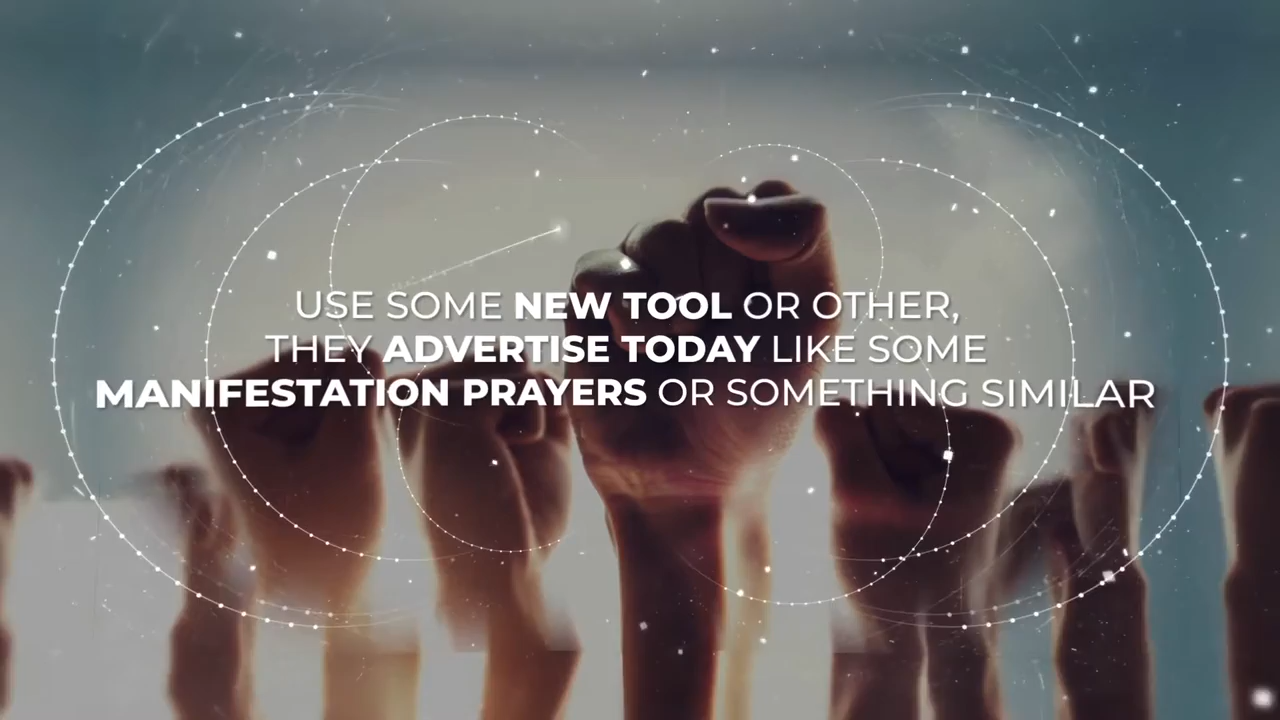 USE SOME NEW TOOL OR OTHER,
THEY ADVERTISE TODAY LIKE SOME
MANIFESTATION PRAYERS OR SOMETHING SIMILAR